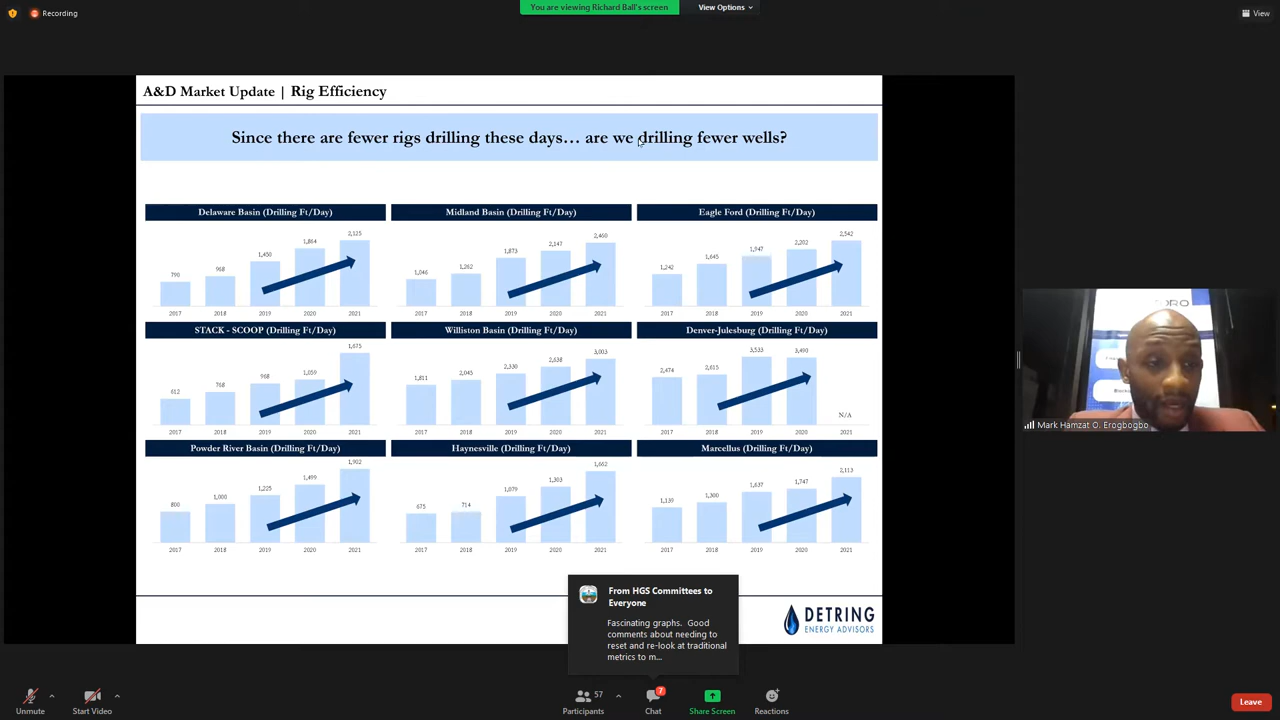 Recording
You are viewing Richard Ball's screen
View Options
View
A&D Market Update | Rig Efficiency
Since there are fewer rigs drilling these days… are we drilling fewer wells?
Delaware Basin (Drilling Ft/Day)
790
968
1,450
1,864
2,125
2017 2018 2019 2020 2021
Midland Basin (Drilling Ft/Day)
1,046
1,262
1,873
2,147
2,460
2017 2018 2019 2020 2021
Eagle Ford (Drilling Ft/Day)
1,242
1,645
1,947
2,202
2,542
2017 2018 2019 2020 2021
STACK - SCOOP (Drilling Ft/Day)
612
768
968
1,059
1,675
2017 2018 2019 2020 2021
Williston Basin (Drilling Ft/Day)
1,811
2,045
2,330
2,638
3,003
2017 2018 2019 2020 2021
Denver-Julesburg (Drilling Ft/Day)
2,474
2,615
3,533
3,490
N/A
2017 2018 2019 2020 2021
Powder River Basin (Drilling Ft/Day)
800
1,000
1,225
1,499
1,902
2017 2018 2019 2020 2021
Haynesville (Drilling Ft/Day)
675
714
1,079
1,303
1,662
2017 2018 2019 2020 2021
Marcellus (Drilling Ft/Day)
1,139
1,300
1,637
1,747
2,113
2017 2018 2019 2020 2021
DETRING
ENERGY ADVISORS
Mark Hamzat O. Erogbogbo
From HGS Committees to
Everyone
Fascinating graphs. Good
comments about needing to
reset and re-look at traditional
metrics to m...
Unmute
Start Video
57
Participants
7
Chat
Share Screen
Reactions
Leave